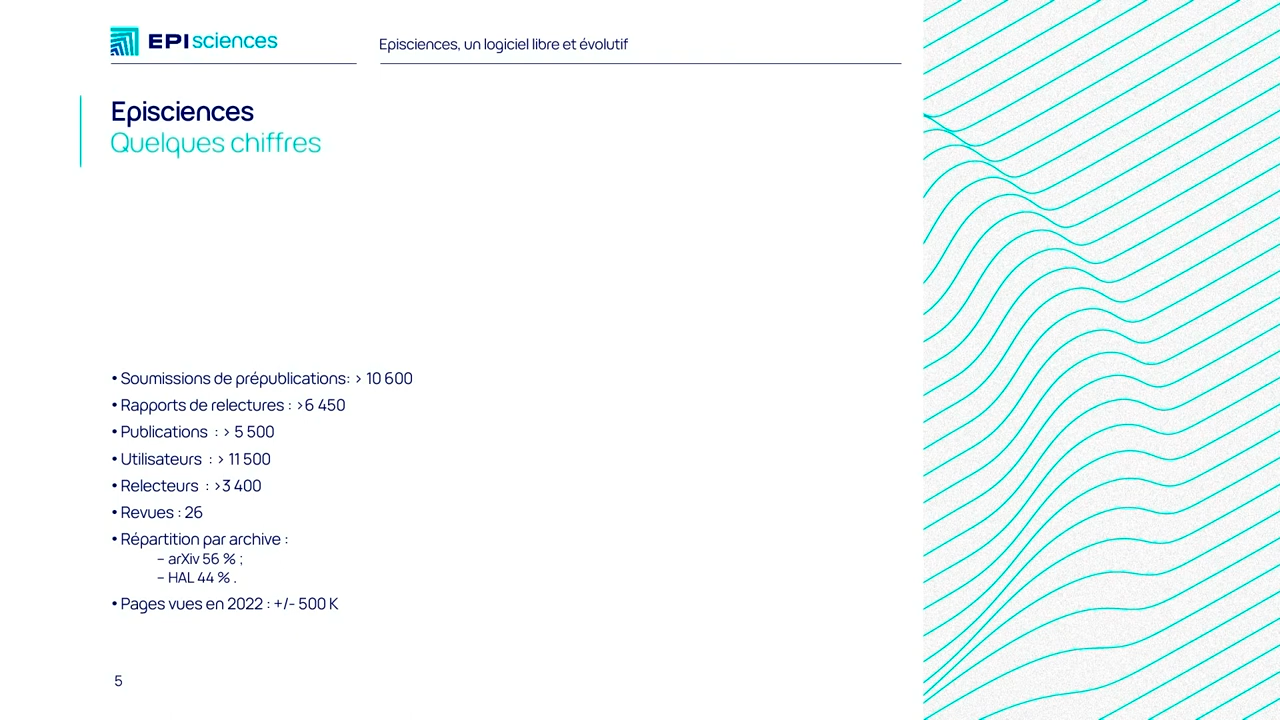 EPIsciences
Episciences, un logiciel libre et évolutif
Episciences
Quelques chiffres
• Soumissions de prépublications: > 10 600
• Rapports de relectures : >6 450
• Publications : > 5 500
• Utilisateurs : > 11 500
• Relecteurs : >3 400
• Revues : 26
• Répartition par archive :
– arXiv 56 % ;
– HAL 44 % .
• Pages vues en 2022 : +/- 500 K
5